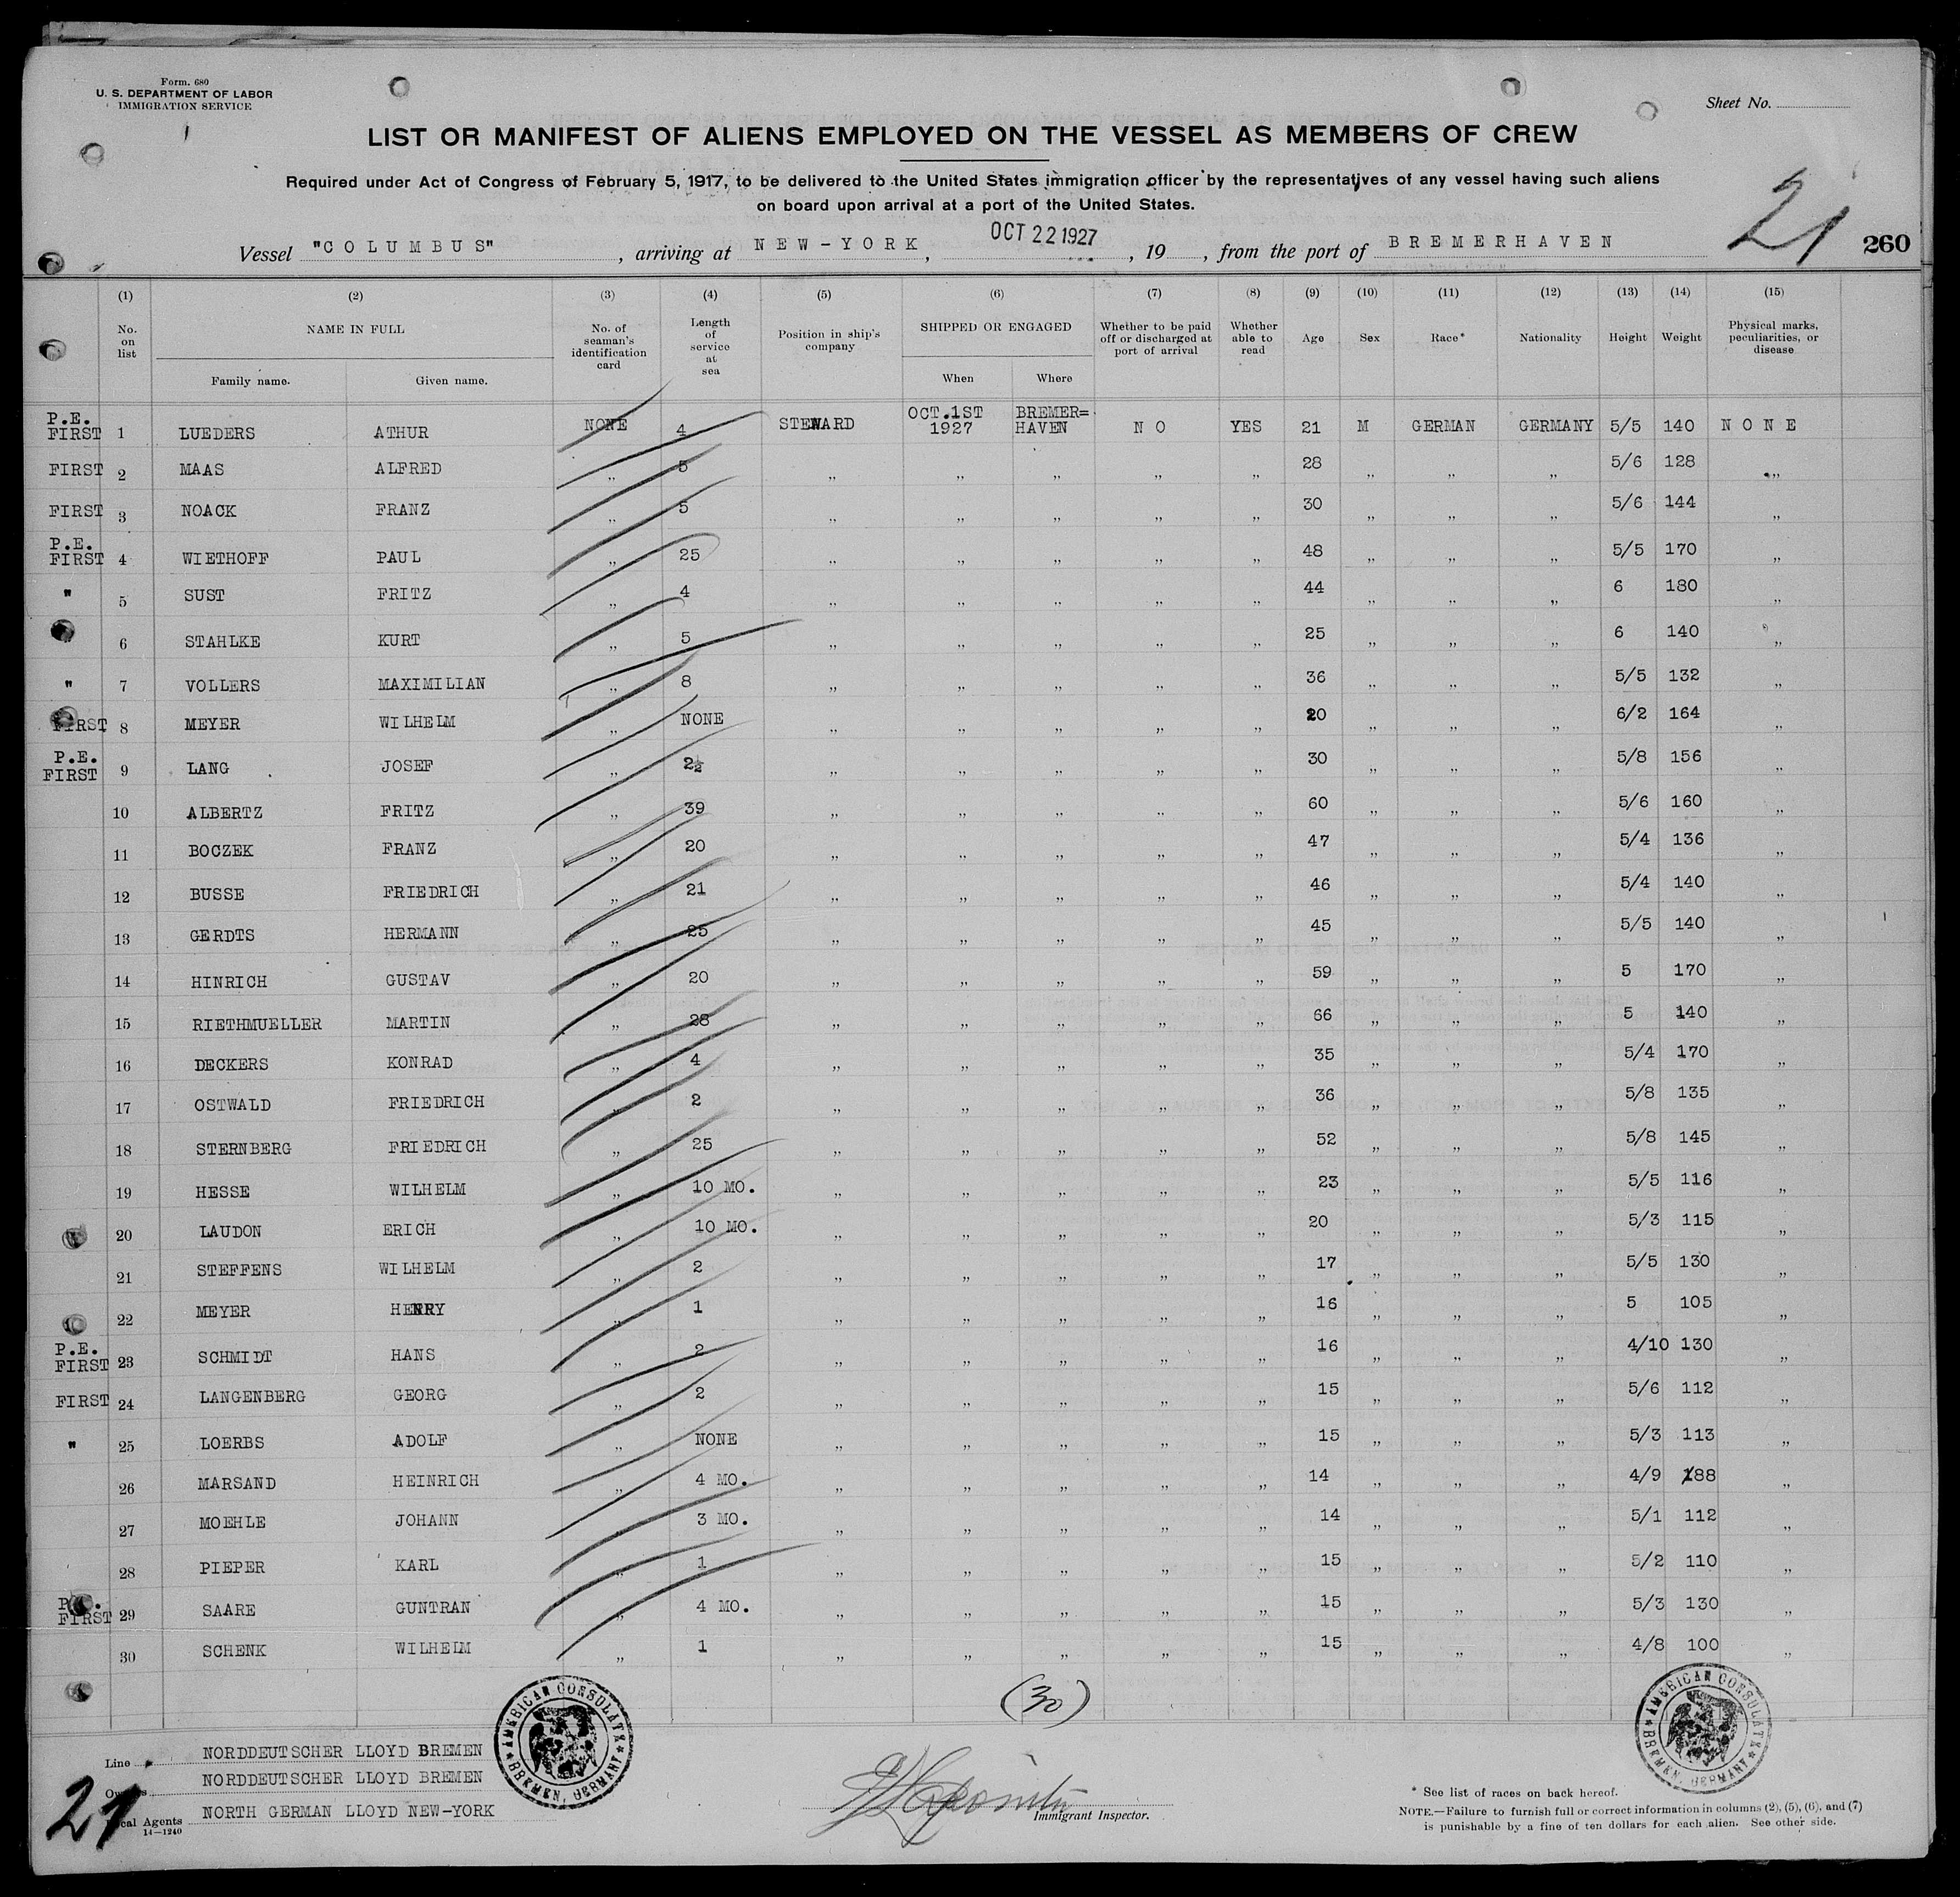 Form. 680
U. S. DEPARTMENT OF LABOR
IMMIGRATION SERVICE
Sheet No.
LIST OR MANIFEST OF ALIENS EMPLOYED ON THE VESSEL AS MEMBERS OF CREW
Required under Act of Congress of February 5, 1917, to be delivered to the United States immigration officer by the representatives of any vessel having such aliens
on board upon arrival at a port of the United States.
21
Vessel "COLUMBUS", arriving at NEW-YORK, OCT 22 1927, 19, from the port of BREMERHAVEN 260
(1) (2) (3) (4) (5) (6) (7) (8) (9) (10) (11) (12) (13) (14) (15)
No. on list NAME IN FULL Family name. Given name. No. of seaman's identification card Length of service at sea Position in ship's company SHIPPED OR ENGAGED When Where Whether to be paid off or discharged at port of arrival Whether able to read Age Sex Race* Nationality Height Weight Physical marks, peculiarities, or disease
P.E. FIRST 1 LUEDERS ATHUR NONE 4 STEWARD OCT.1ST 1927 BREMER=HAVEN NO YES 21 M GERMAN GERMANY 5/5 140 NONE
FIRST 2 MAAS ALFRED „ 5 „ „ „ „ „ 28 „ „ „ 5/6 128 „
FIRST 3 NOACK FRANZ „ 5 „ „ „ „ „ 30 „ „ „ 5/6 144 „
P.E. FIRST 4 WIETHOFF PAUL „ 25 „ „ „ „ „ 48 „ „ „ 5/5 170 „
" 5 SUST FRITZ „ 4 „ „ „ „ „ 44 „ „ „ 6 180 „
6 STAHLKE KURT „ 5 „ „ „ „ „ 25 „ „ „ 6 140 „
" 7 VOLLERS MAXIMILIAN „ 8 „ „ „ „ „ 36 „ „ „ 5/5 132 „
FIRST 8 MEYER WILHELM „ NONE „ „ „ „ „ 20 „ „ „ 6/2 164 „
P.E. FIRST 9 LANG JOSEF „ 2½ „ „ „ „ „ 30 „ „ „ 5/8 156 „
10 ALBERTZ FRITZ „ 39 „ „ „ „ „ 60 „ „ „ 5/6 160 „
11 BOCZEK FRANZ „ 20 „ „ „ „ „ 47 „ „ „ 5/4 136 „
12 BUSSE FRIEDRICH „ 21 „ „ „ „ „ 46 „ „ „ 5/4 140 „
13 GERDTS HERMANN „ 25 „ „ „ „ „ 45 „ „ „ 5/5 140 „
14 HINRICH GUSTAV „ 20 „ „ „ „ „ 59 „ „ „ 5 170 „
15 RIETHMUELLER MARTIN „ 28 „ „ „ „ „ 66 „ „ „ 5 140 „
16 DECKERS KONRAD „ 4 „ „ „ „ „ 35 „ „ „ 5/4 170 „
17 OSTWALD FRIEDRICH „ 2 „ „ „ „ „ 36 „ „ „ 5/8 135 „
18 STERNBERG FRIEDRICH „ 25 „ „ „ „ „ 52 „ „ „ 5/8 145 „
19 HESSE WILHELM „ 10 MO. „ „ „ „ „ 23 „ „ „ 5/5 116 „
20 LAUDON ERICH „ 10 MO. „ „ „ „ „ 20 „ „ „ 5/3 115 „
21 STEFFENS WILHELM „ 2 „ „ „ „ „ 17 „ „ „ 5/5 130 „
22 MEYER HENRY „ 1 „ „ „ „ „ 16 „ „ „ 5 105 „
P.E. FIRST 23 SCHMIDT HANS „ 2 „ „ „ „ „ 16 „ „ „ 4/10 130 „
FIRST 24 LANGENBERG GEORG „ 2 „ „ „ „ „ 15 „ „ „ 5/6 112 „
" 25 LOERBS ADOLF „ NONE „ „ „ „ „ 15 „ „ „ 5/3 113 „
26 MARSAND HEINRICH „ 4 MO. „ „ „ „ „ 14 „ „ „ 4/9 88 „
27 MOEHLE JOHANN „ 3 MO. „ „ „ „ „ 14 „ „ „ 5/1 112 „
28 PIEPER KARL „ 1 „ „ „ „ „ 15 „ „ „ 5/2 110 „
FIRST 29 SAARE GUNTRAN „ 4 MO. „ „ „ „ „ 15 „ „ „ 5/3 130 „
30 SCHENK WILHELM „ 1 „ „ „ „ „ 15 „ „ „ 4/8 100 „
(30)
AMERICAN CONSULATE BREMEN, GERMANY
AMERICAN CONSULATE BREMEN, GERMANY
Line NORDDEUTSCHER LLOYD BREMEN
NORDDEUTSCHER LLOYD BREMEN
Agents NORTH GERMAN LLOYD NEW-YORK
14—1240
21
Immigrant Inspector.
* See list of races on back hereof.
NOTE.—Failure to furnish full or correct information in columns (2), (5), (6), and (7)
is punishable by a fine of ten dollars for each alien. See other side.